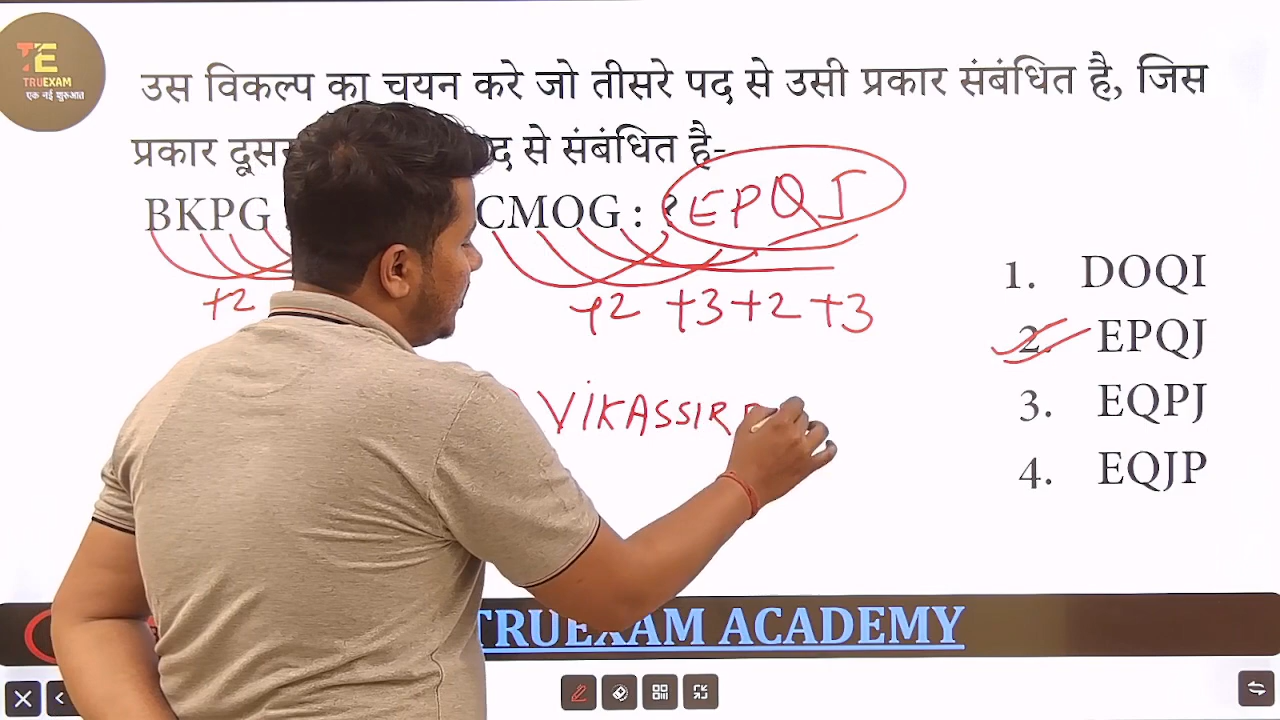 TE
TRUEXAM
एक नई शुरुआत
उस विकल्प का चयन करे जो तीसरे पद से उसी प्रकार संबंधित है, जिस
प्रकार से संबंधित है-
BKPG CMOG : ? EPQJ
+2 +2 +3 +2 +3
1. DOQI
2. EPQJ
3. EQPJ
4. EQJP
VIKASSIR
TRUEXAM ACADEMY